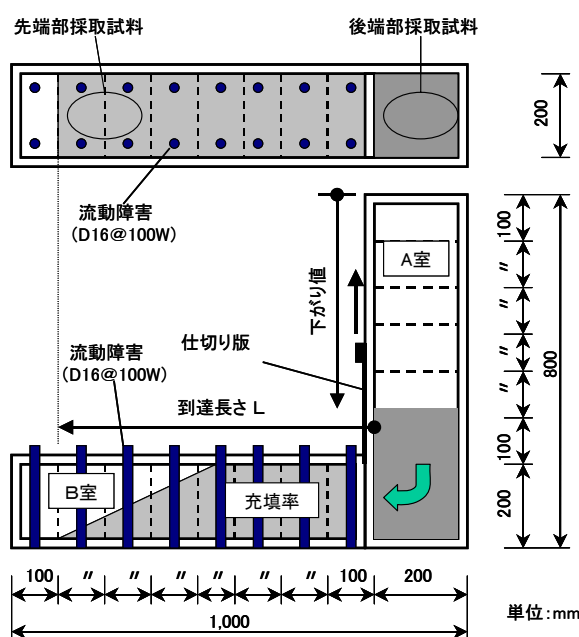 先端部採取試料
後端部採取試料
200
流動障害
(D16@100W)
下がり値
A室
100
〃
〃
〃
〃
100
200
800
仕切り版
流動障害
(D16@100W)
到達長さL
B室
充填率
100 〃 〃 〃 〃 〃 〃 100 200
1,000
単位:mm